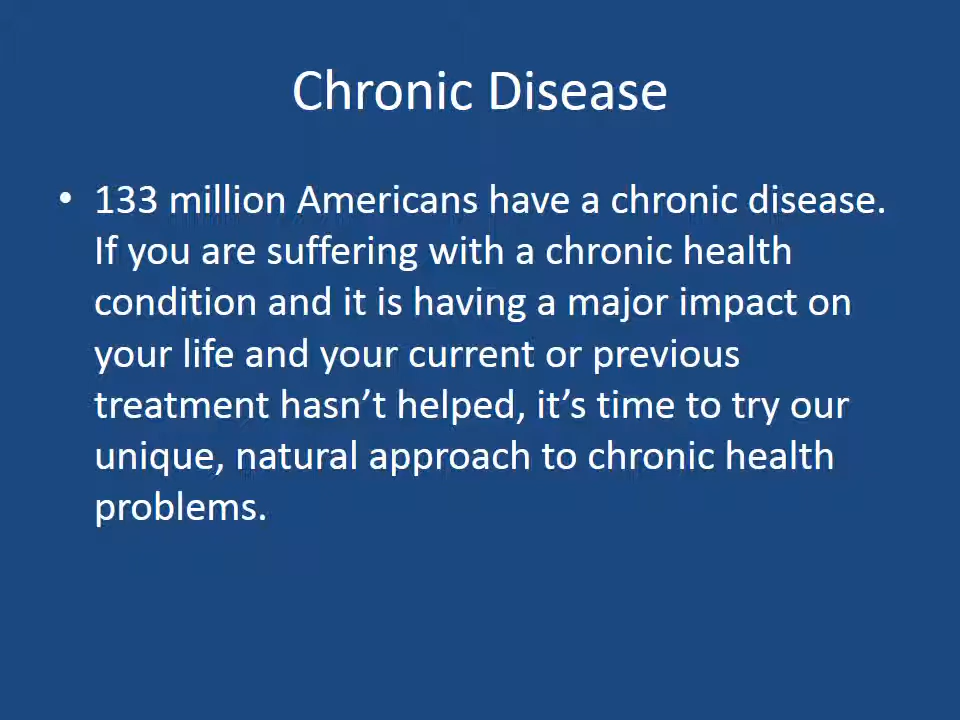 Chronic Disease
• 133 million Americans have a chronic disease.
If you are suffering with a chronic health
condition and it is having a major impact on
your life and your current or previous
treatment hasn’t helped, it’s time to try our
unique, natural approach to chronic health
problems.